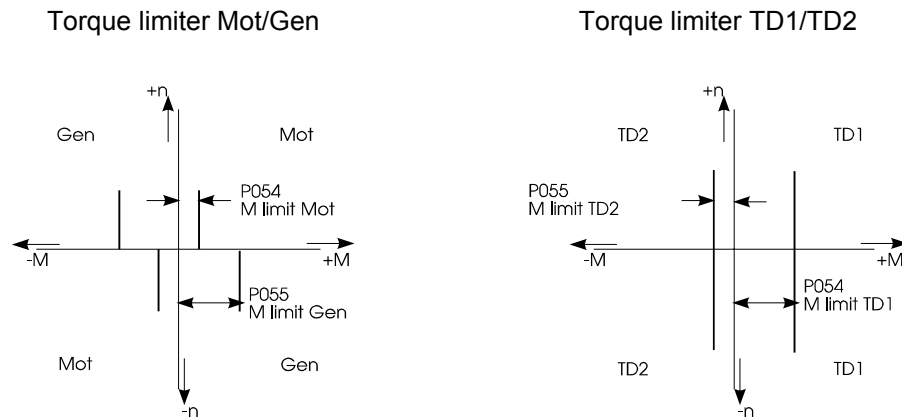 Torque limiter Mot/Gen
+n
Gen
Mot
P054
M limit Mot
-M
+M
P055
M limit Gen
Mot
Gen
-n
Torque limiter TD1/TD2
+n
TD2
TD1
P055
M limit TD2
-M
+M
P054
M limit TD1
TD2
TD1
-n